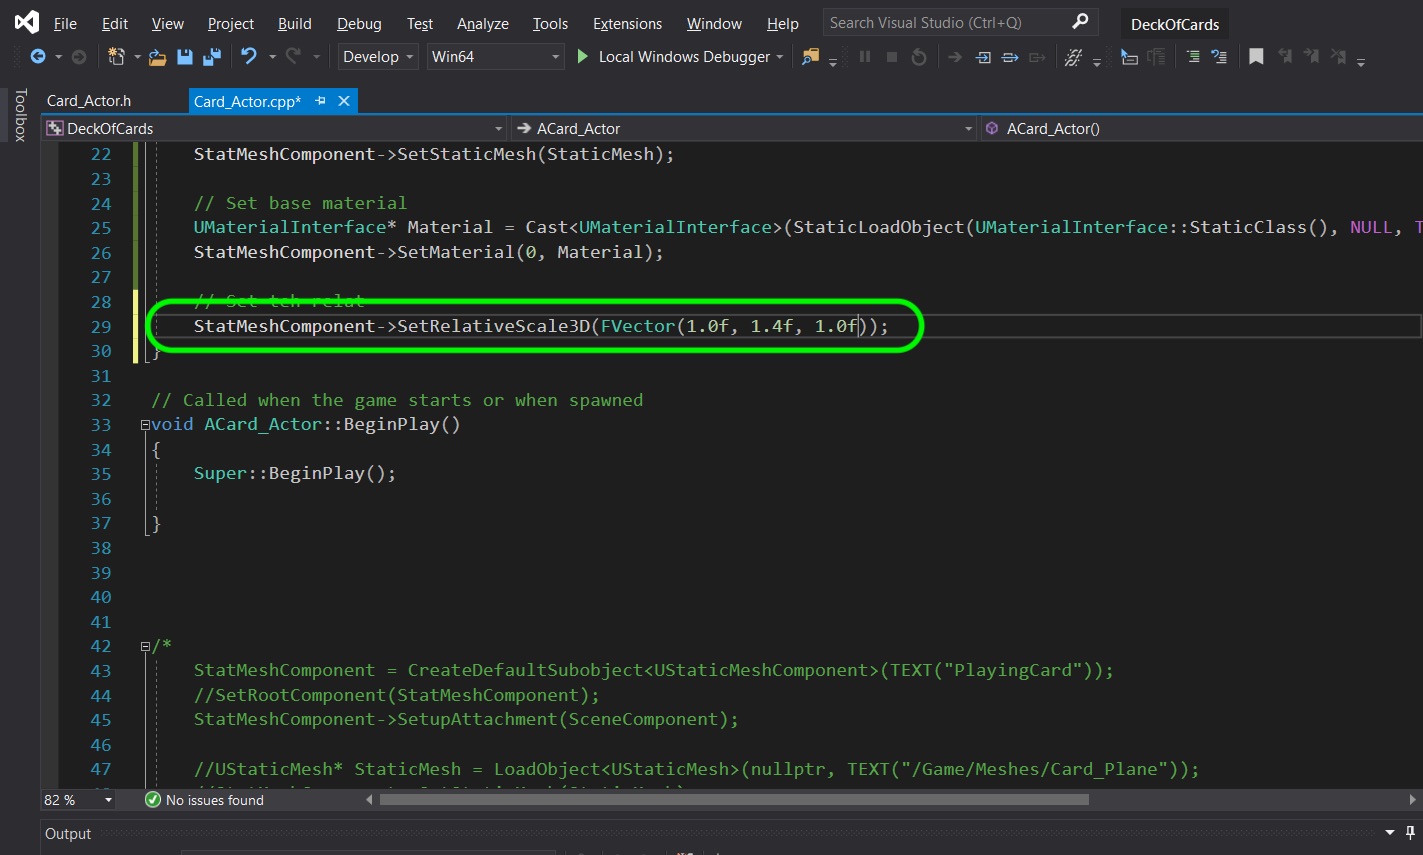 File Edit View Project Build Debug Test Analyze Tools Extensions Window Help Search Visual Studio (Ctrl+Q) DeckOfCards
Develop Win64 Local Windows Debugger
Toolbox
Card_Actor.h Card_Actor.cpp*
DeckOfCards ACard_Actor ACard_Actor()
22 StatMeshComponent->SetStaticMesh(StaticMesh);
23
24 // Set base material
25 UMaterialInterface* Material = Cast<UMaterialInterface>(StaticLoadObject(UMaterialInterface::StaticClass(), NULL, T
26 StatMeshComponent->SetMaterial(0, Material);
27
28 // Set teh relat
29 StatMeshComponent->SetRelativeScale3D(FVector(1.0f, 1.4f, 1.0f));
30 }
31
32 // Called when the game starts or when spawned
33 void ACard_Actor::BeginPlay()
34 {
35 Super::BeginPlay();
36
37 }
38
39
40
41
42 /*
43 StatMeshComponent = CreateDefaultSubobject<UStaticMeshComponent>(TEXT("PlayingCard"));
44 //SetRootComponent(StatMeshComponent);
45 StatMeshComponent->SetupAttachment(SceneComponent);
46
47 //UStaticMesh* StaticMesh = LoadObject<UStaticMesh>(nullptr, TEXT("/Game/Meshes/Card_Plane"));
82 % No issues found
Output